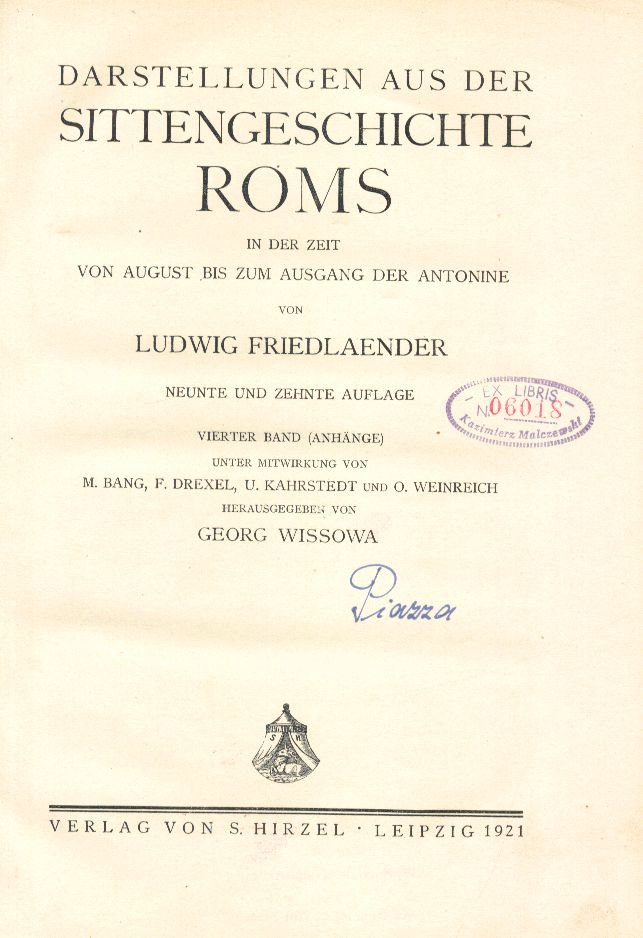 DARSTELLUNGEN AUS DER
SITTENGESCHICHTE
ROMS
IN DER ZEIT
VON AUGUST BIS ZUM AUSGANG DER ANTONINE
VON
LUDWIG FRIEDLAENDER
NEUNTE UND ZEHNTE AUFLAGE
EX LIBRIS
N. 06018
Kazimierz Malczewski
VIERTER BAND (ANHÄNGE)
UNTER MITWIRKUNG VON
M. BANG, F. DREXEL, U. KAHRSTEDT UND O. WEINREICH
HERAUSGEGEBEN VON
GEORG WISSOWA
Piazza
S H
VERLAG VON S. HIRZEL · LEIPZIG 1921